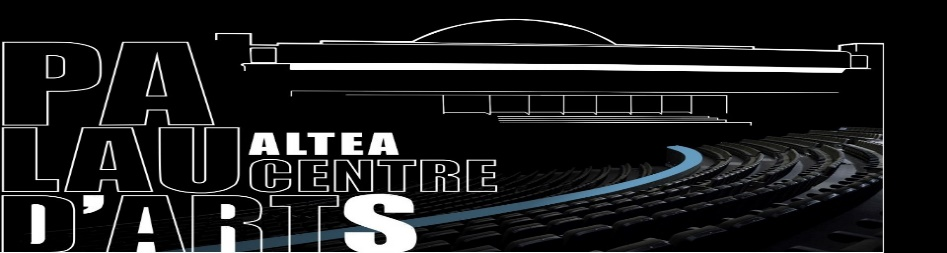 PA
LAU
ALTEA
CENTRE
D'ARTS